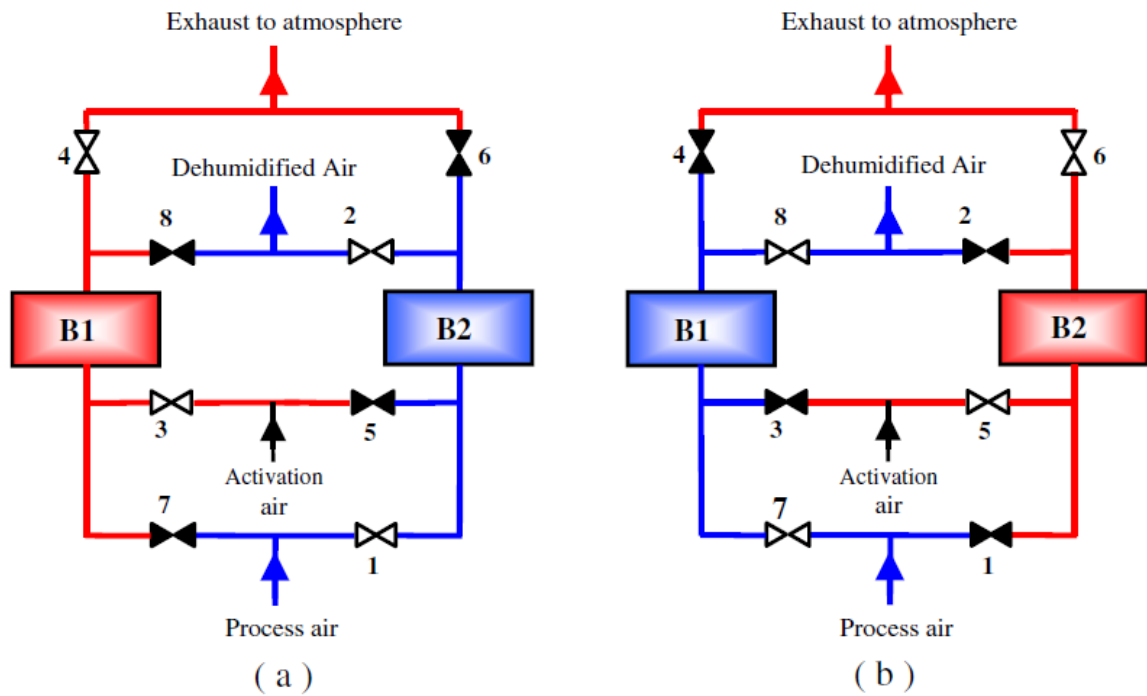 Exhaust to atmosphere
4
6
Dehumidified Air
8
2
B1
B2
3
5
Activation
air
7
1
Process air
( a )
Exhaust to atmosphere
4
6
Dehumidified Air
8
2
B1
B2
3
5
Activation
air
7
1
Process air
( b )